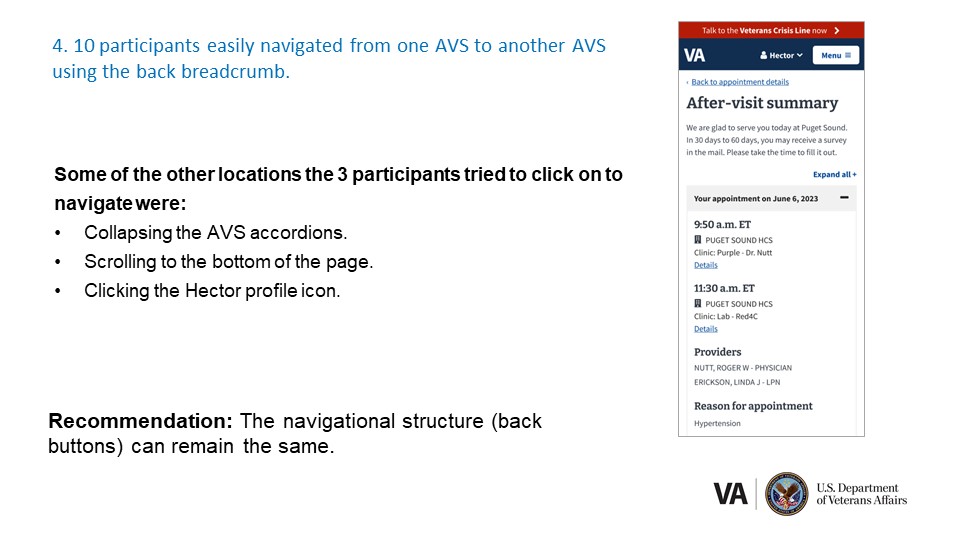 4. 10 participants easily navigated from one AVS to another AVS
using the back breadcrumb.
Some of the other locations the 3 participants tried to click on to
navigate were:
• Collapsing the AVS accordions.
• Scrolling to the bottom of the page.
• Clicking the Hector profile icon.
Recommendation: The navigational structure (back
buttons) can remain the same.
Talk to the Veterans Crisis Line now
VA Hector Menu
‹ Back to appointment details
After-visit summary
We are glad to serve you today at Puget Sound.
In 30 days to 60 days, you may receive a survey
in the mail. Please take the time to fill it out.
Expand all +
Your appointment on June 6, 2023
9:50 a.m. ET
PUGET SOUND HCS
Clinic: Purple - Dr. Nutt
Details
11:30 a.m. ET
PUGET SOUND HCS
Clinic: Lab - Red4C
Details
Providers
NUTT, ROGER W - PHYSICIAN
ERICKSON, LINDA J - LPN
Reason for appointment
Hypertension
VA
U.S. Department
of Veterans Affairs